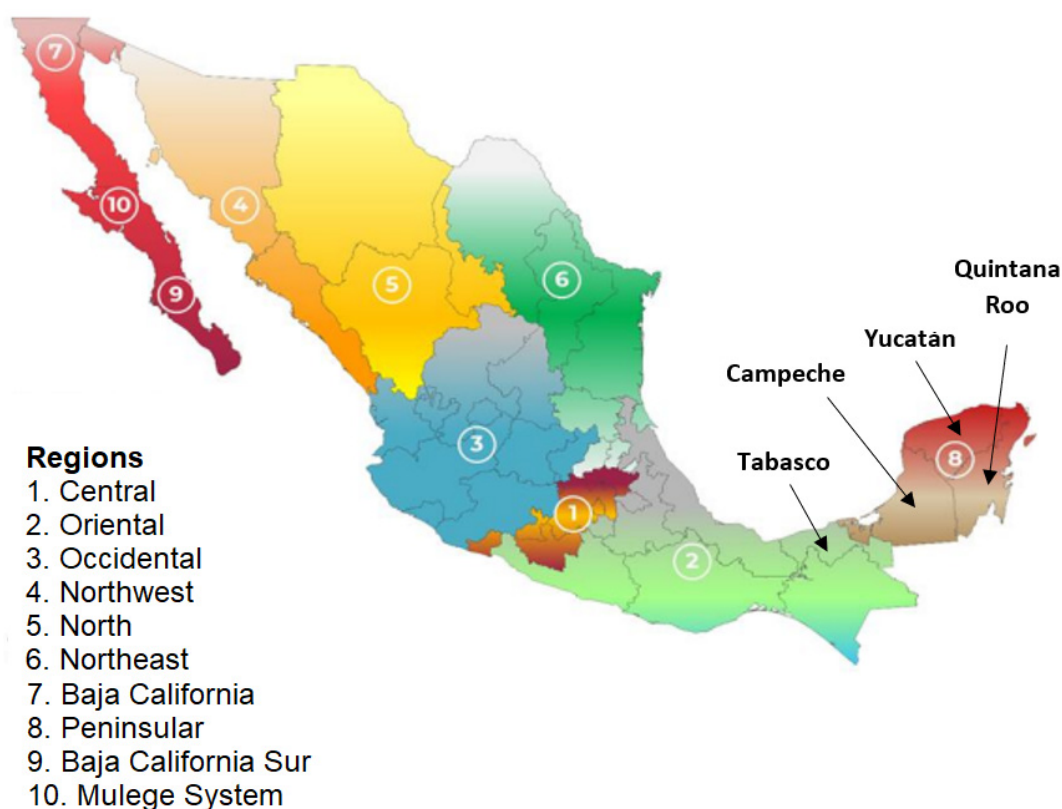 7
10
4
9
5
6
3
1
2
8
Quintana
Roo
Yucatán
Campeche
Tabasco
Regions
1. Central
2. Oriental
3. Occidental
4. Northwest
5. North
6. Northeast
7. Baja California
8. Peninsular
9. Baja California Sur
10. Mulege System